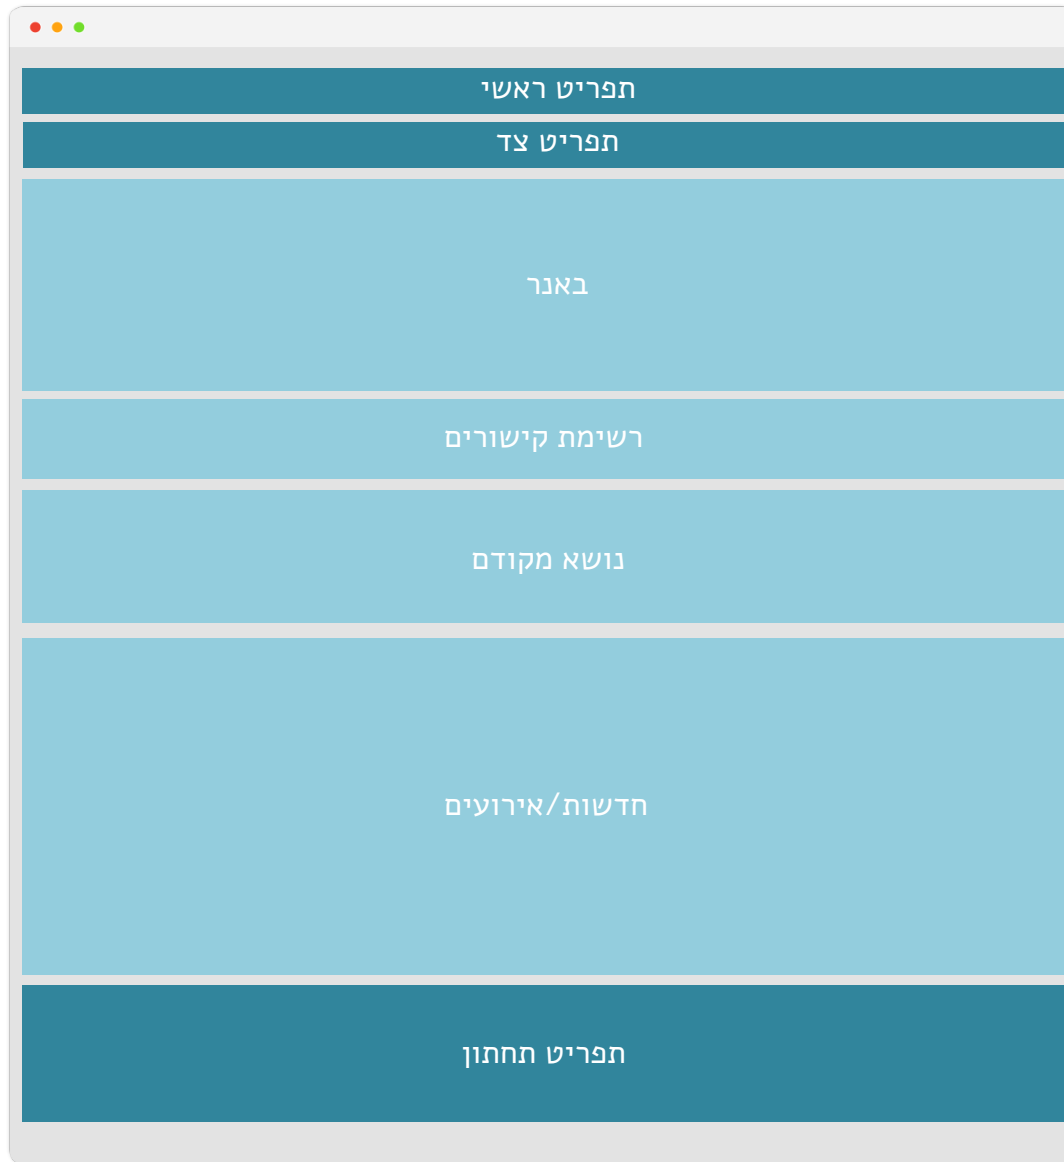 תפריט ראשי
תפריט צד
באנר
רשימת קישורים
נושא מקודם
חדשות/אירועים
תפריט תחתון